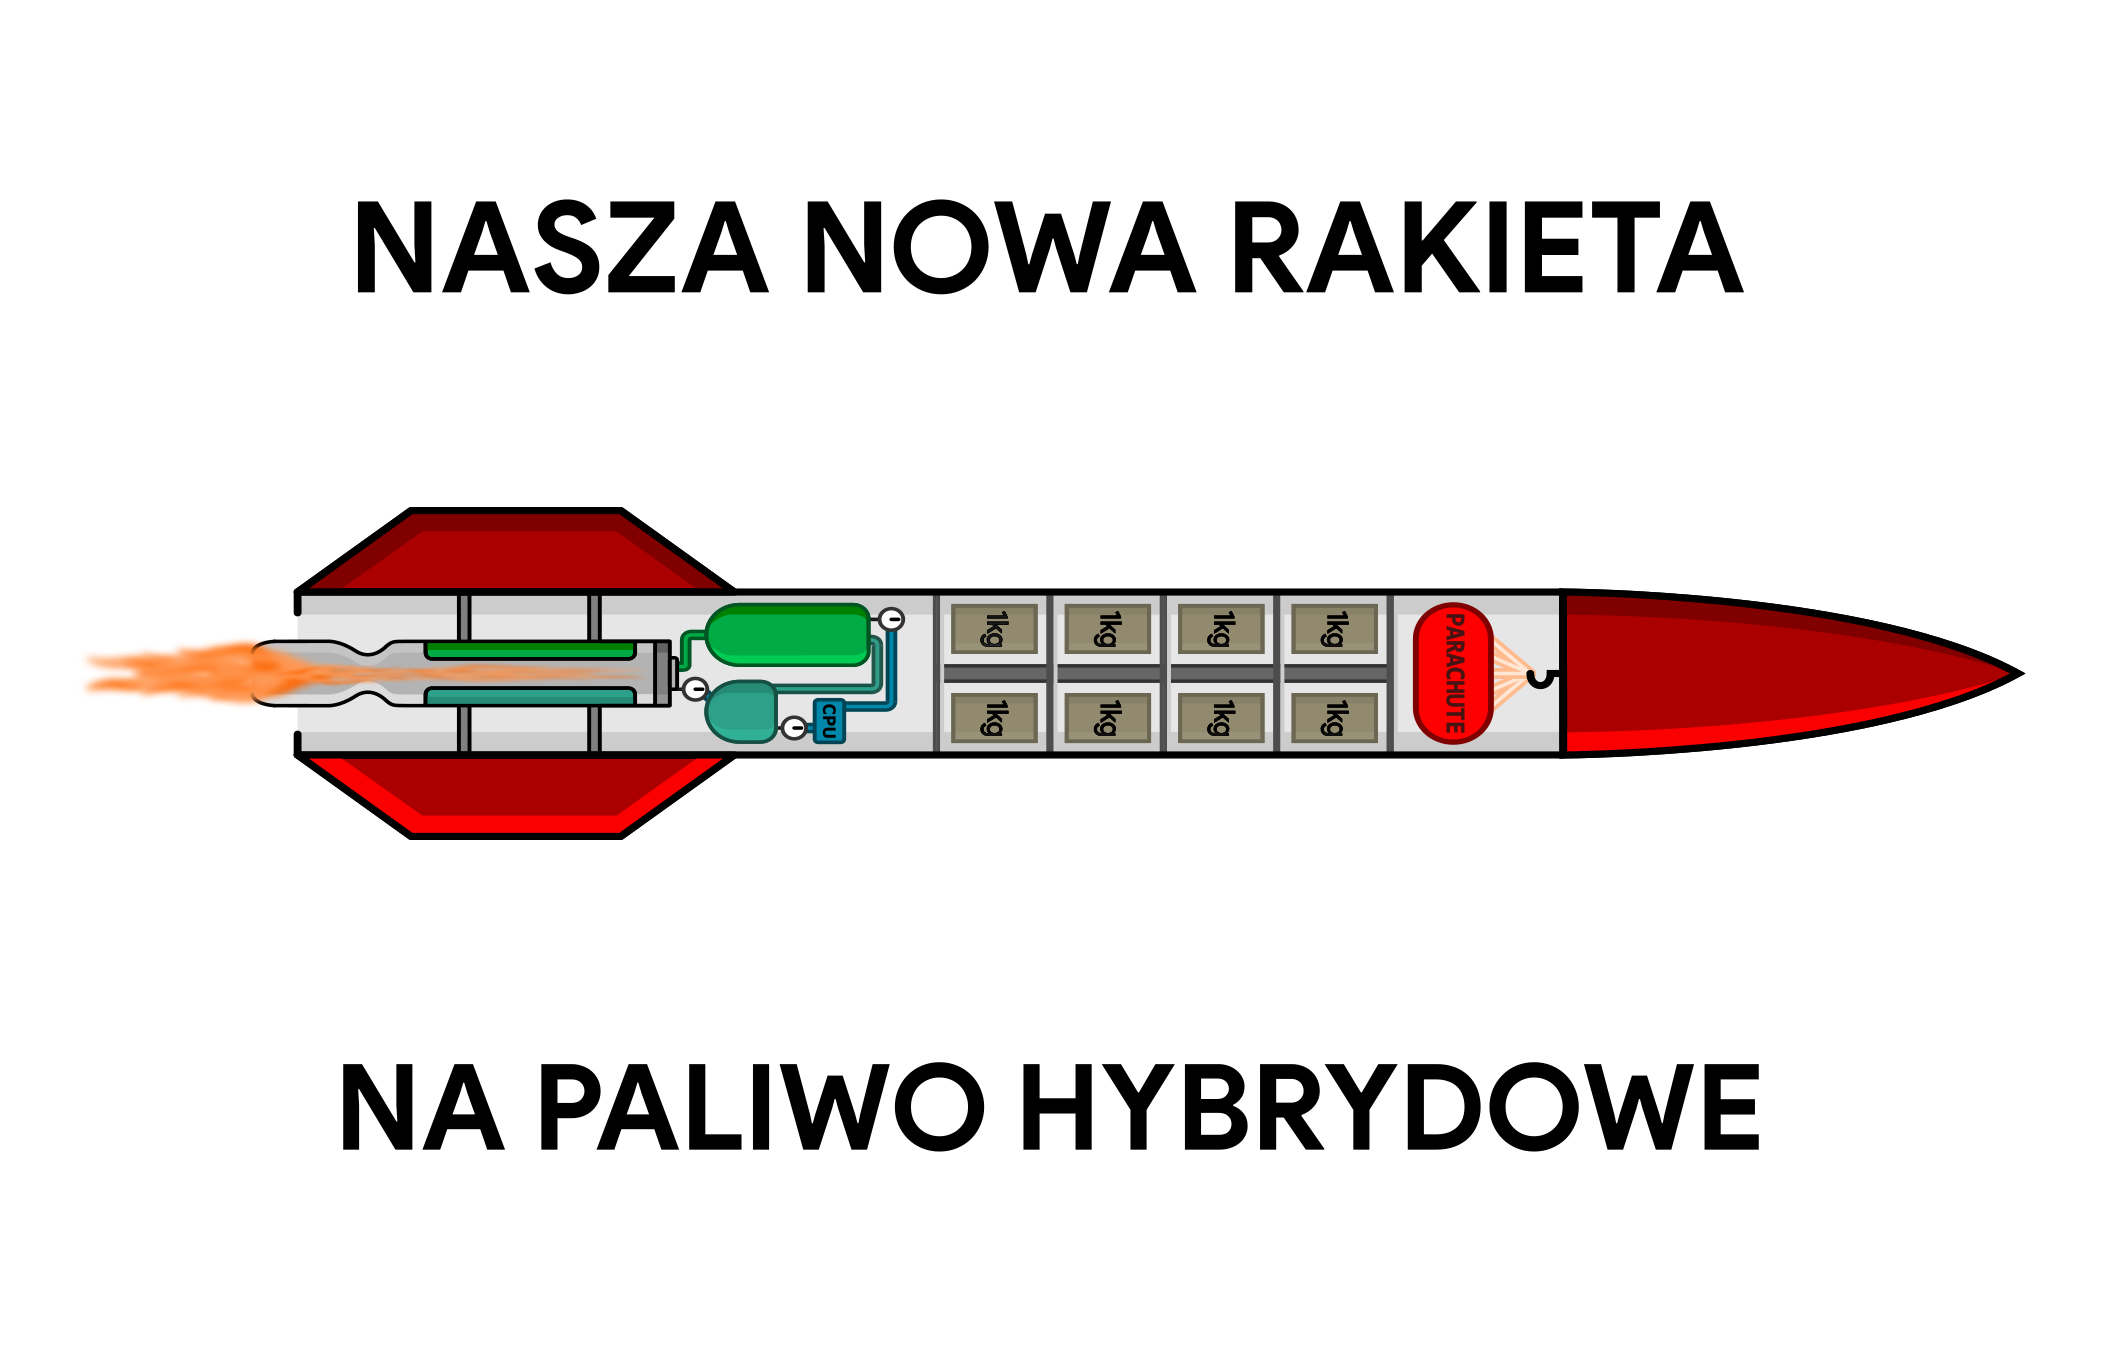 NASZA NOWA RAKIETA
1kg 1kg 1kg 1kg
PARACHUTE
CPU
1kg 1kg 1kg 1kg
NA PALIWO HYBRYDOWE